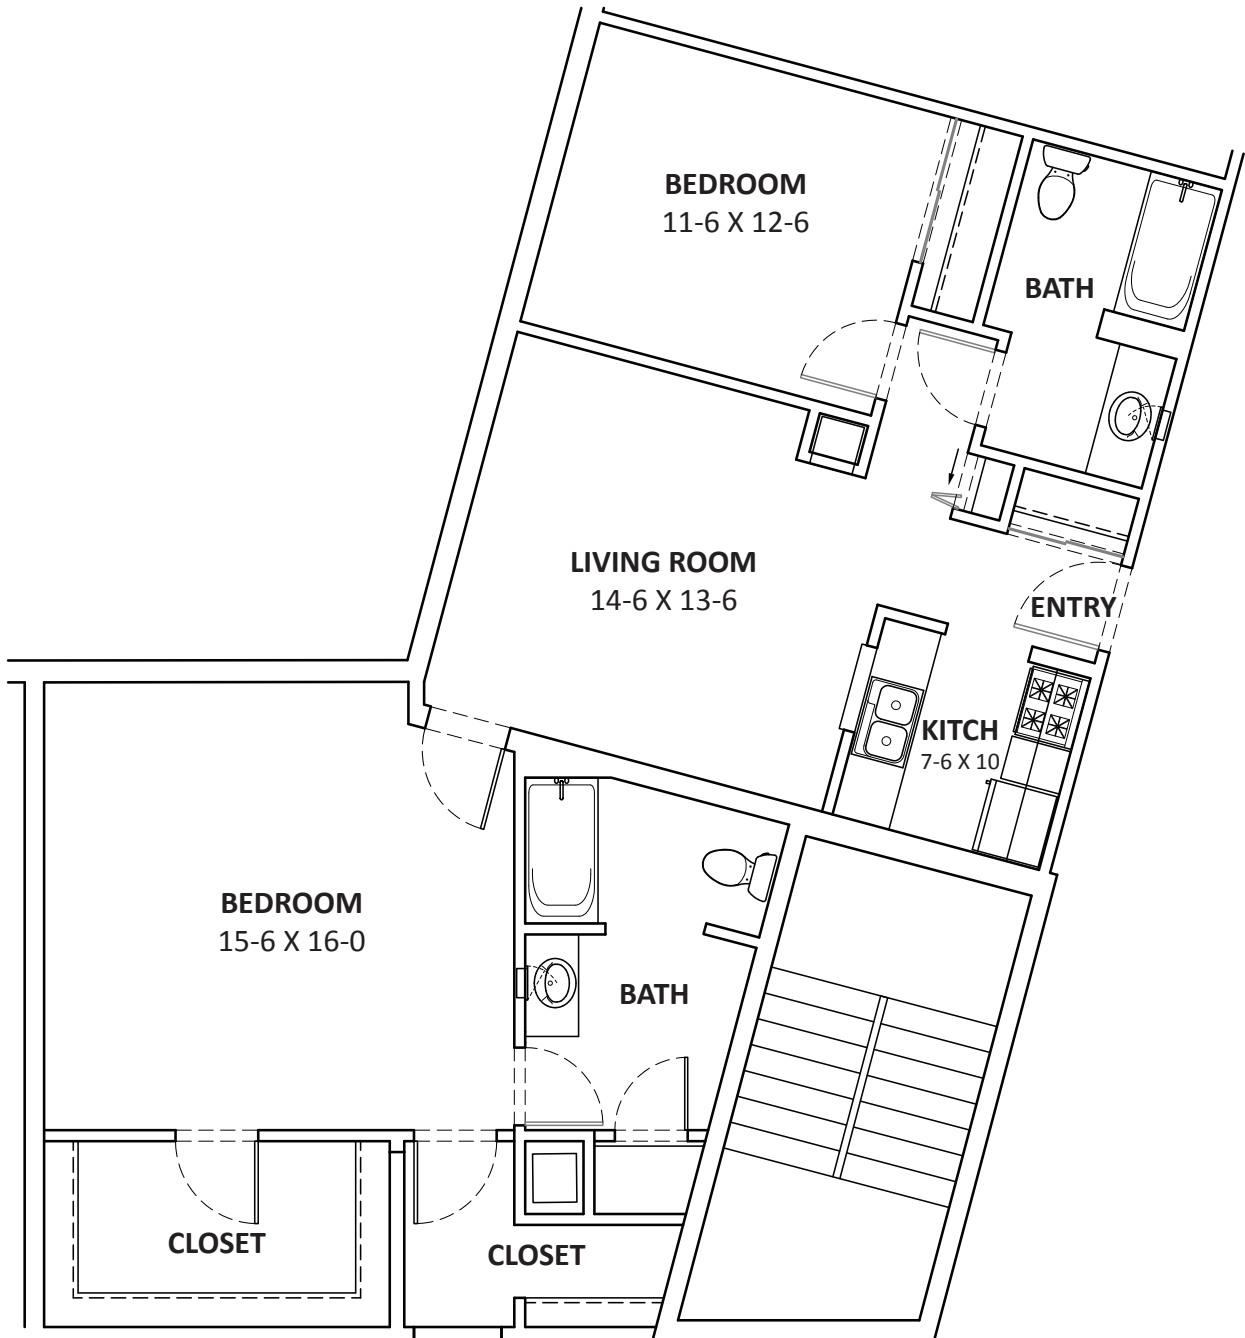 BEDROOM
11-6 X 12-6
BATH
LIVING ROOM
14-6 X 13-6
ENTRY
KITCH
7-6 X 10
BEDROOM
15-6 X 16-0
BATH
CLOSET
CLOSET